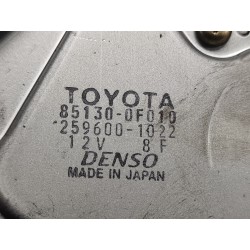 TOYOTA
85130-0F010
259600-1022
12V 8F
DENSO
MADE IN JAPAN